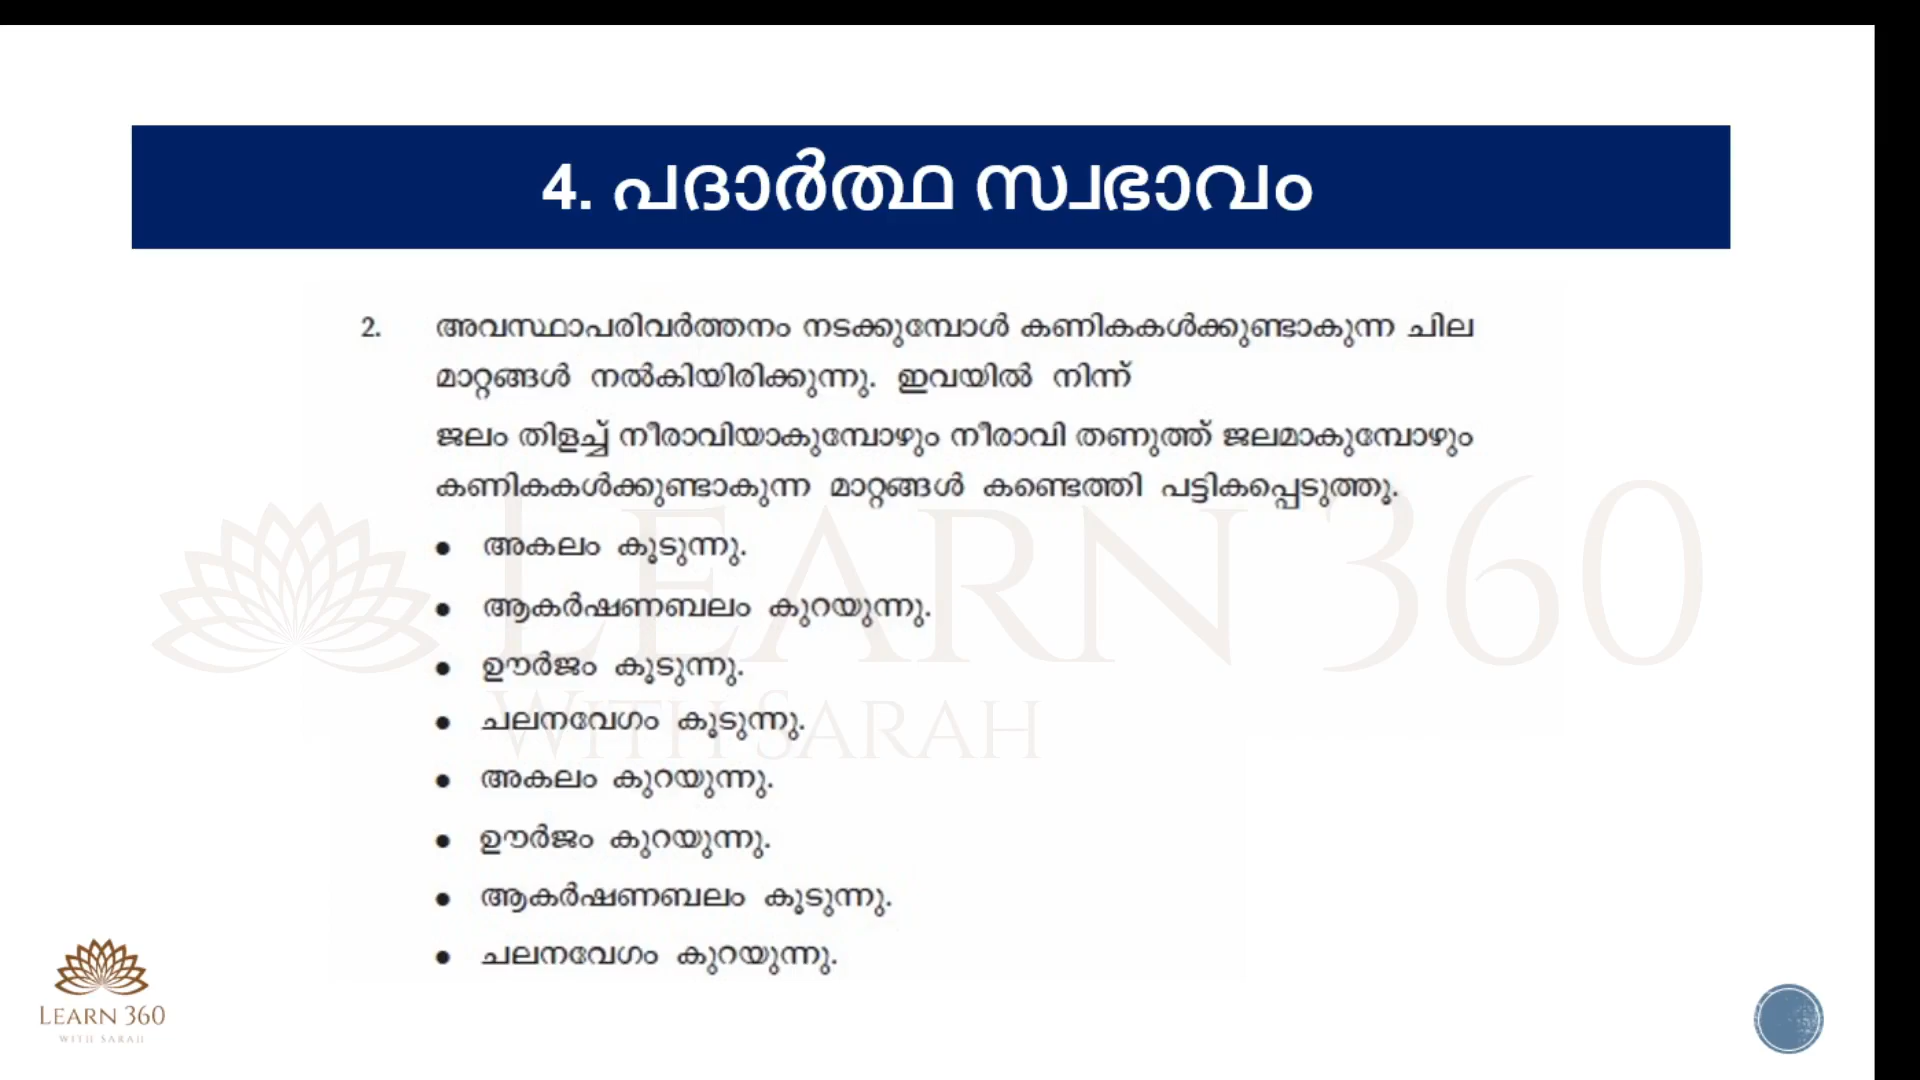 4. പദാർത്ഥ സ്വഭാവം
2. അവസ്ഥാപരിവർത്തനം നടക്കുമ്പോൾ കണികകൾക്കുണ്ടാകുന്ന ചില
മാറ്റങ്ങൾ നൽകിയിരിക്കുന്നു. ഇവയിൽ നിന്ന്
ജലം തിളച്ച് നീരാവിയാകുമ്പോഴും നീരാവി തണുത്ത് ജലമാകുമ്പോഴും
കണികകൾക്കുണ്ടാകുന്ന മാറ്റങ്ങൾ കണ്ടെത്തി പട്ടികപ്പെടുത്തൂ.
• അകലം കൂടുന്നു.
• ആകർഷണബലം കുറയുന്നു.
• ഊർജം കൂടുന്നു.
• ചലനവേഗം കൂടുന്നു.
• അകലം കുറയുന്നു.
• ഊർജം കുറയുന്നു.
• ആകർഷണബലം കൂടുന്നു.
• ചലനവേഗം കുറയുന്നു.
LEARN 360
WITH SARAH
LEARN 360
WITH SARAH